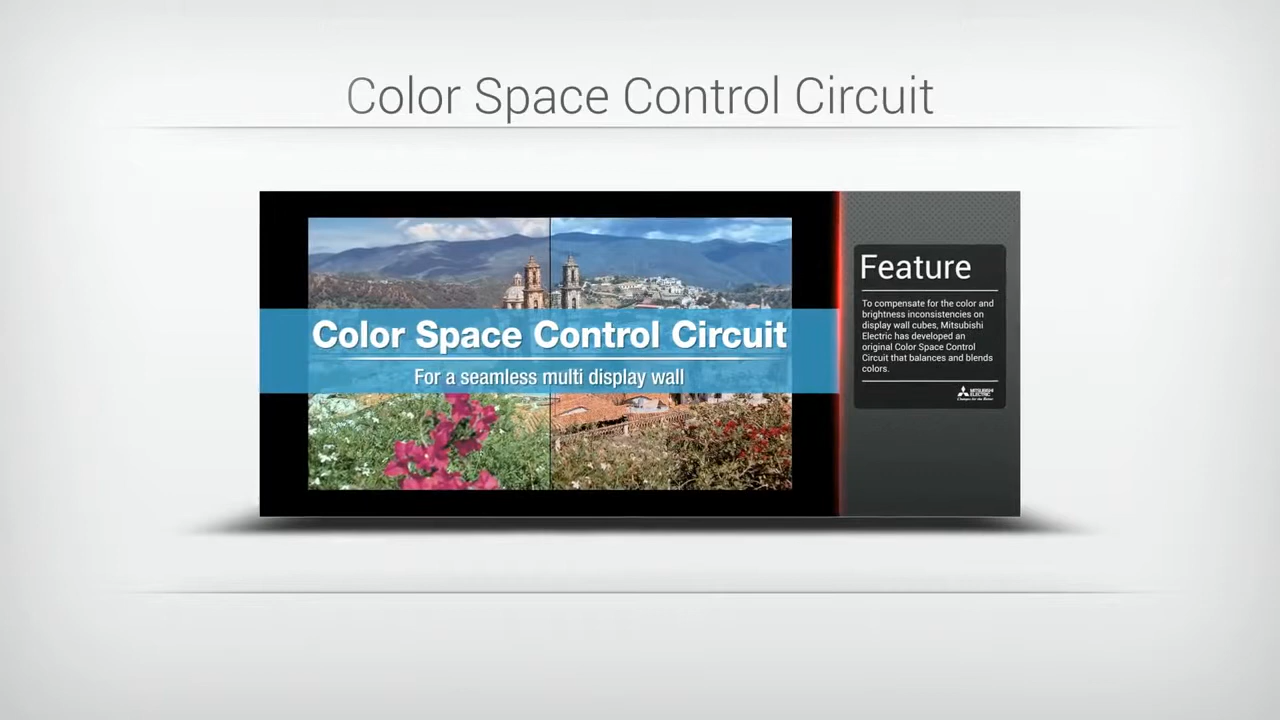 Color Space Control Circuit
Color Space Control Circuit
For a seamless multi display wall
Feature
To compensate for the color and
brightness inconsistencies on
display wall cubes, Mitsubishi
Electric has developed an
original Color Space Control
Circuit that balances and blends
colors.
MITSUBISHI
ELECTRIC
Changes for the Better